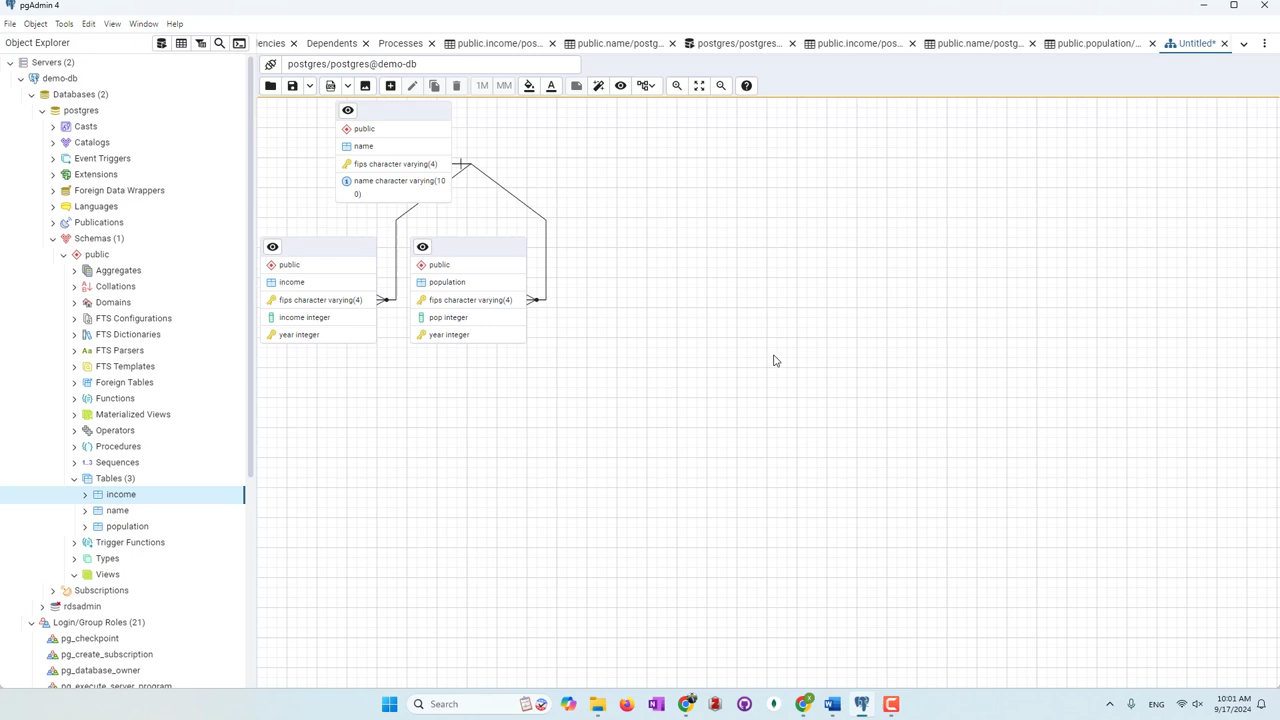 pgAdmin 4
File Object Tools Edit View Window Help
Object Explorer
encies
Dependents
Processes
public.income/pos...
public.name/postg...
postgres/postgres...
public.income/pos...
public.name/postg...
public.population/...
Untitled*
postgres/postgres@demo-db
1M
MM
Servers (2)
demo-db
Databases (2)
postgres
Casts
Catalogs
Event Triggers
Extensions
Foreign Data Wrappers
Languages
Publications
Schemas (1)
public
Aggregates
Collations
Domains
FTS Configurations
FTS Dictionaries
Aa FTS Parsers
FTS Templates
Foreign Tables
Functions
Materialized Views
Operators
Procedures
1..3 Sequences
Tables (3)
income
name
population
Trigger Functions
Types
Views
Subscriptions
rdsadmin
Login/Group Roles (21)
pg_checkpoint
pg_create_subscription
pg_database_owner
pg_execute_server_program
public
name
fips character varying(4)
name character varying(10
0)
public
income
fips character varying(4)
income integer
year integer
public
population
fips character varying(4)
pop integer
year integer
Search
ENG
10:01 AM
9/17/2024